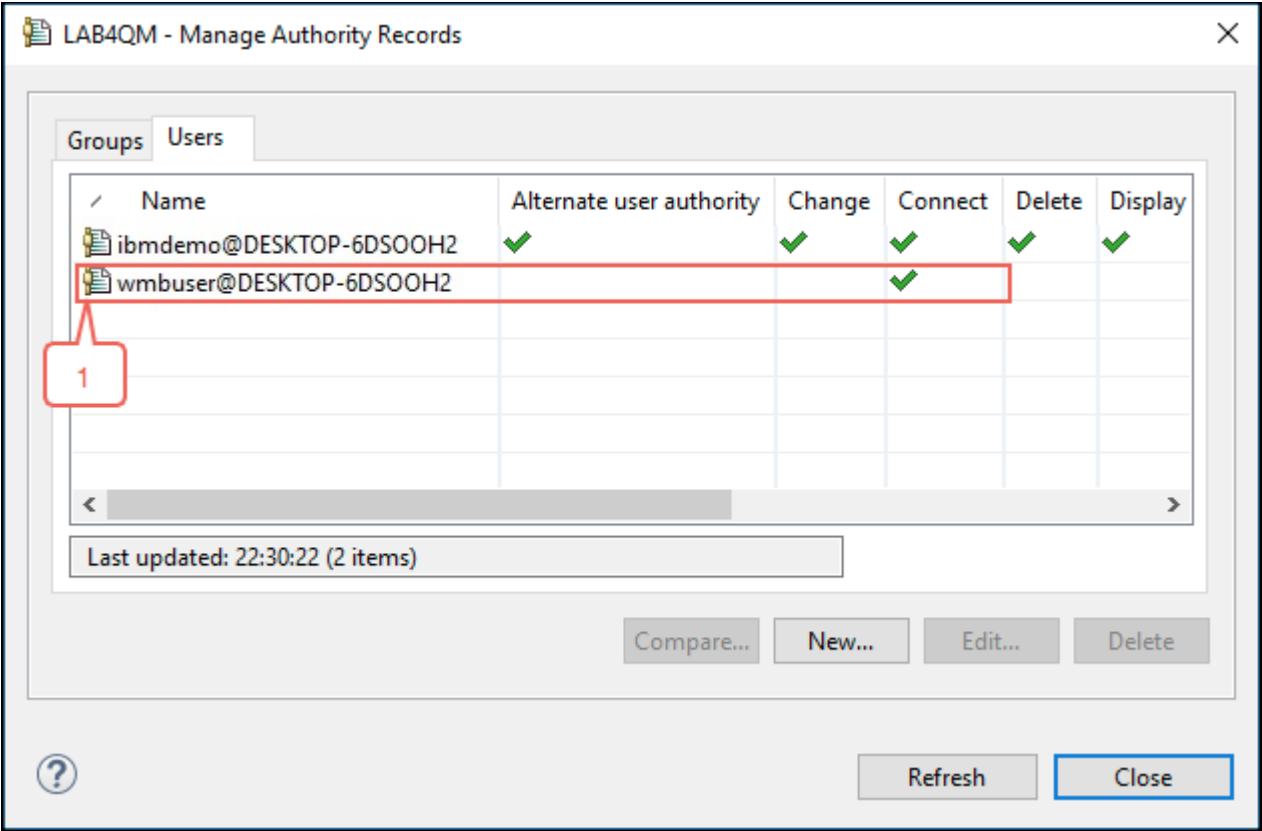 LAB4QM - Manage Authority Records
Groups Users
Name Alternate user authority Change Connect Delete Display
ibmdemo@DESKTOP-6DSOOH2
wmbuser@DESKTOP-6DSOOH2
1
Last updated: 22:30:22 (2 items)
Compare... New... Edit... Delete
? Refresh Close